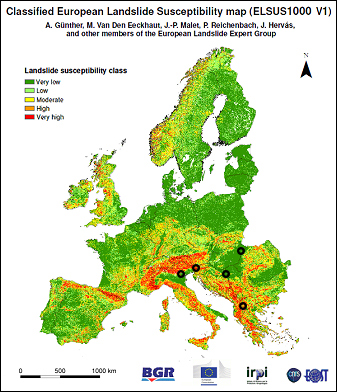 Classified European Landslide Susceptibility map (ELSUS1000 V1)
A. Günther, M. Van Den Eeckhaut, J.-P. Malet, P. Reichenbach, J. Hervás,
and other members of the European Landslide Expert Group
N
Landslide susceptibility class
Very low
Low
Moderate
High
Very high
0 500 1000 km
BGR
irpi